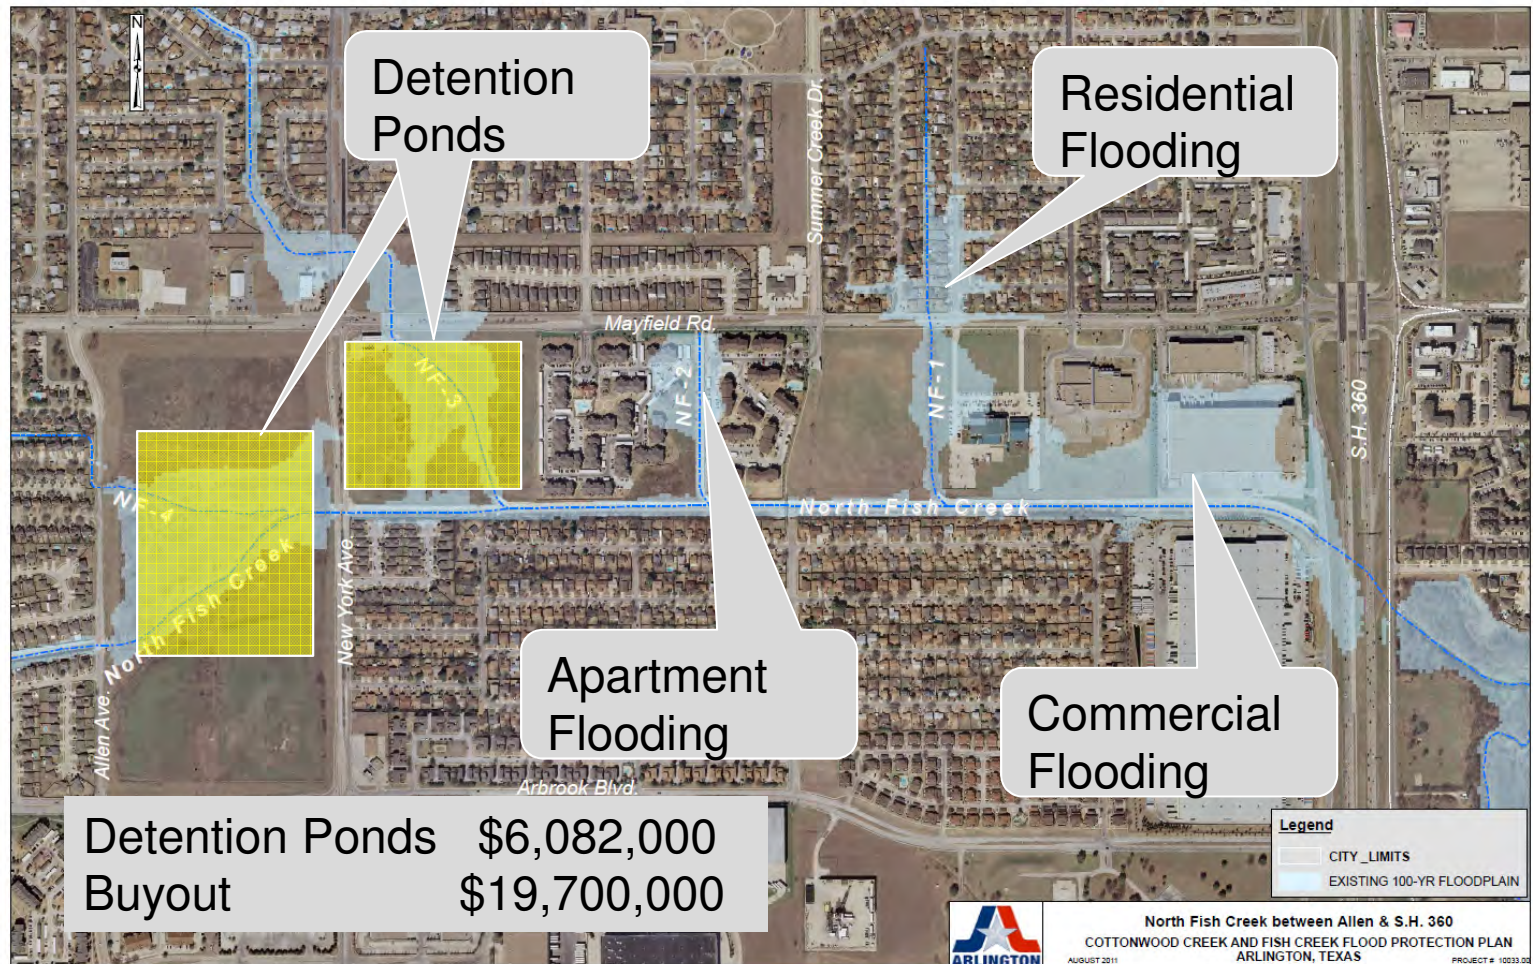 N
Detention
Ponds
Residential
Flooding
Summer Creek Dr.
Mayfield Rd.
NF-3
NF-2
NF-1
S.H. 360
NF-4
North Fish Creek
North Fish Creek
New York Ave.
Allen Ave.
Apartment
Flooding
Commercial
Flooding
Arbrook Blvd.
Detention Ponds $6,082,000
Buyout $19,700,000
Legend
CITY_LIMITS
EXISTING 100-YR FLOODPLAIN
ARLINGTON
North Fish Creek between Allen & S.H. 360
COTTONWOOD CREEK AND FISH CREEK FLOOD PROTECTION PLAN
ARLINGTON, TEXAS
AUGUST 2011 PROJECT # 10033.00